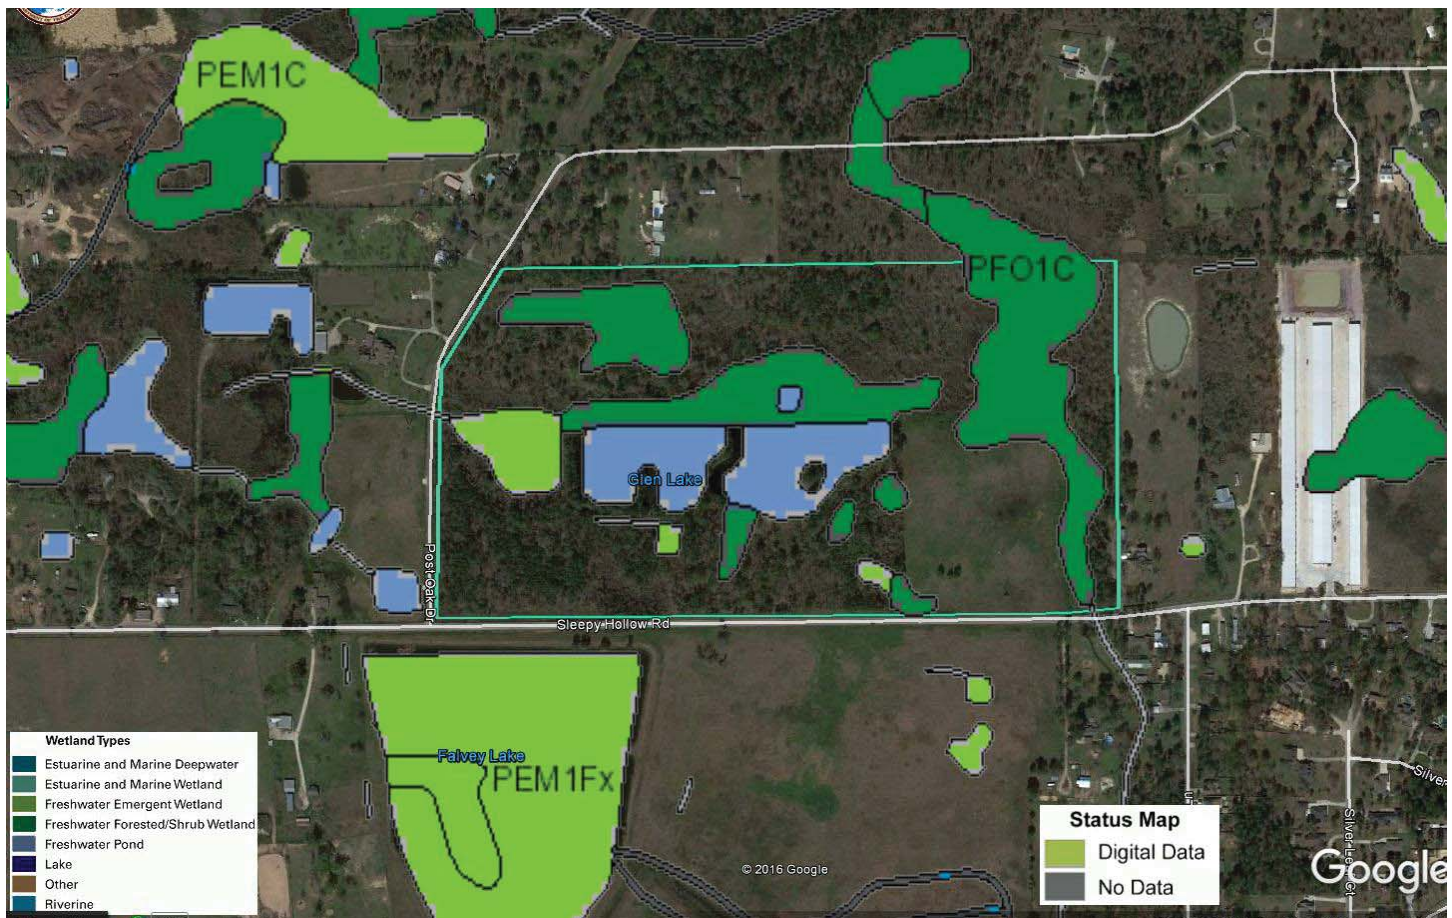 PEM1C
PFO1C
Glen Lake
Post Oak Dr
Sleepy Hollow Rd
Falvey Lake
PEM1Fx
Wetland Types
Estuarine and Marine Deepwater
Estuarine and Marine Wetland
Freshwater Emergent Wetland
Freshwater Forested/Shrub Wetland
Freshwater Pond
Lake
Other
Riverine
Status Map
Digital Data
No Data
© 2016 Google
Silver
Google